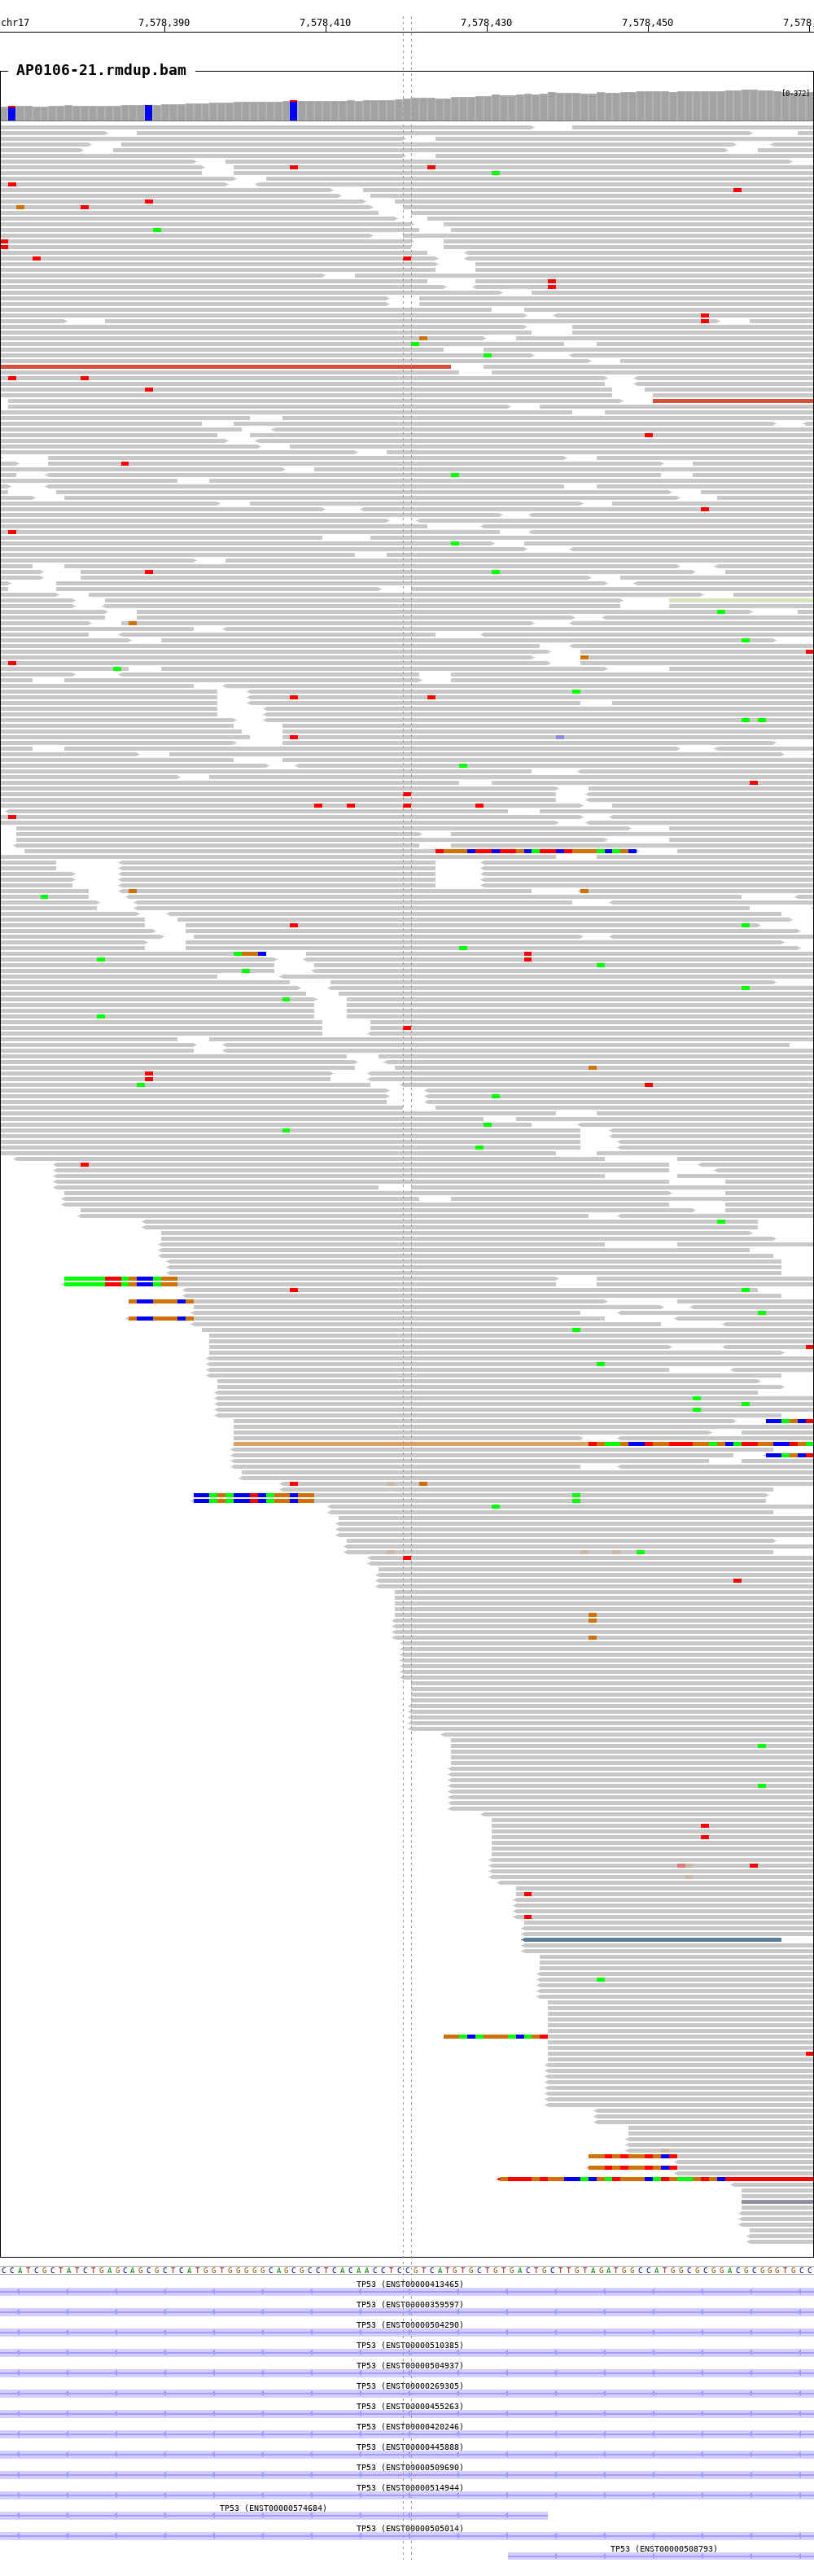 chr17
7,578,390
7,578,410
7,578,430
7,578,450
7,578,
AP0106-21.rmdup.bam
[0-372]
CCATCGCTATCTGAGCAGCGCTCATGGTGGGGGCAGCGCCTCACAACCTCCGTCATGTGCTGTGACTGCTTGTAGATGGCCATGGCGCGGACGCGGGTGCC
TP53 (ENST00000413465)
TP53 (ENST00000359597)
TP53 (ENST00000504290)
TP53 (ENST00000510385)
TP53 (ENST00000504937)
TP53 (ENST00000269305)
TP53 (ENST00000455263)
TP53 (ENST00000420246)
TP53 (ENST00000445888)
TP53 (ENST00000509690)
TP53 (ENST00000514944)
TP53 (ENST00000574684)
TP53 (ENST00000505014)
TP53 (ENST00000508793)